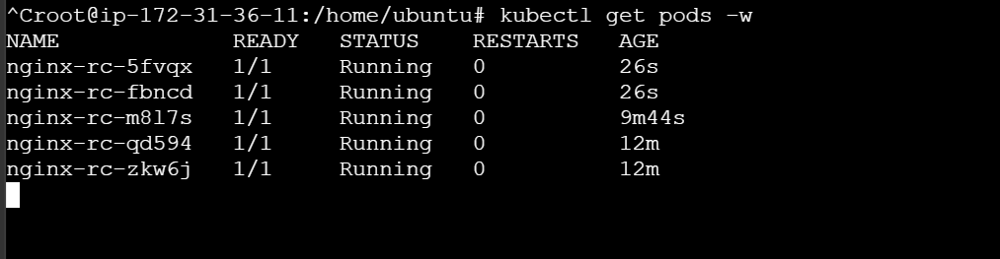 ^Croot@ip-172-31-36-11:/home/ubuntu# kubectl get pods -w
NAME READY STATUS RESTARTS AGE
nginx-rc-5fvqx 1/1 Running 0 26s
nginx-rc-fbncd 1/1 Running 0 26s
nginx-rc-m8l7s 1/1 Running 0 9m44s
nginx-rc-qd594 1/1 Running 0 12m
nginx-rc-zkw6j 1/1 Running 0 12m